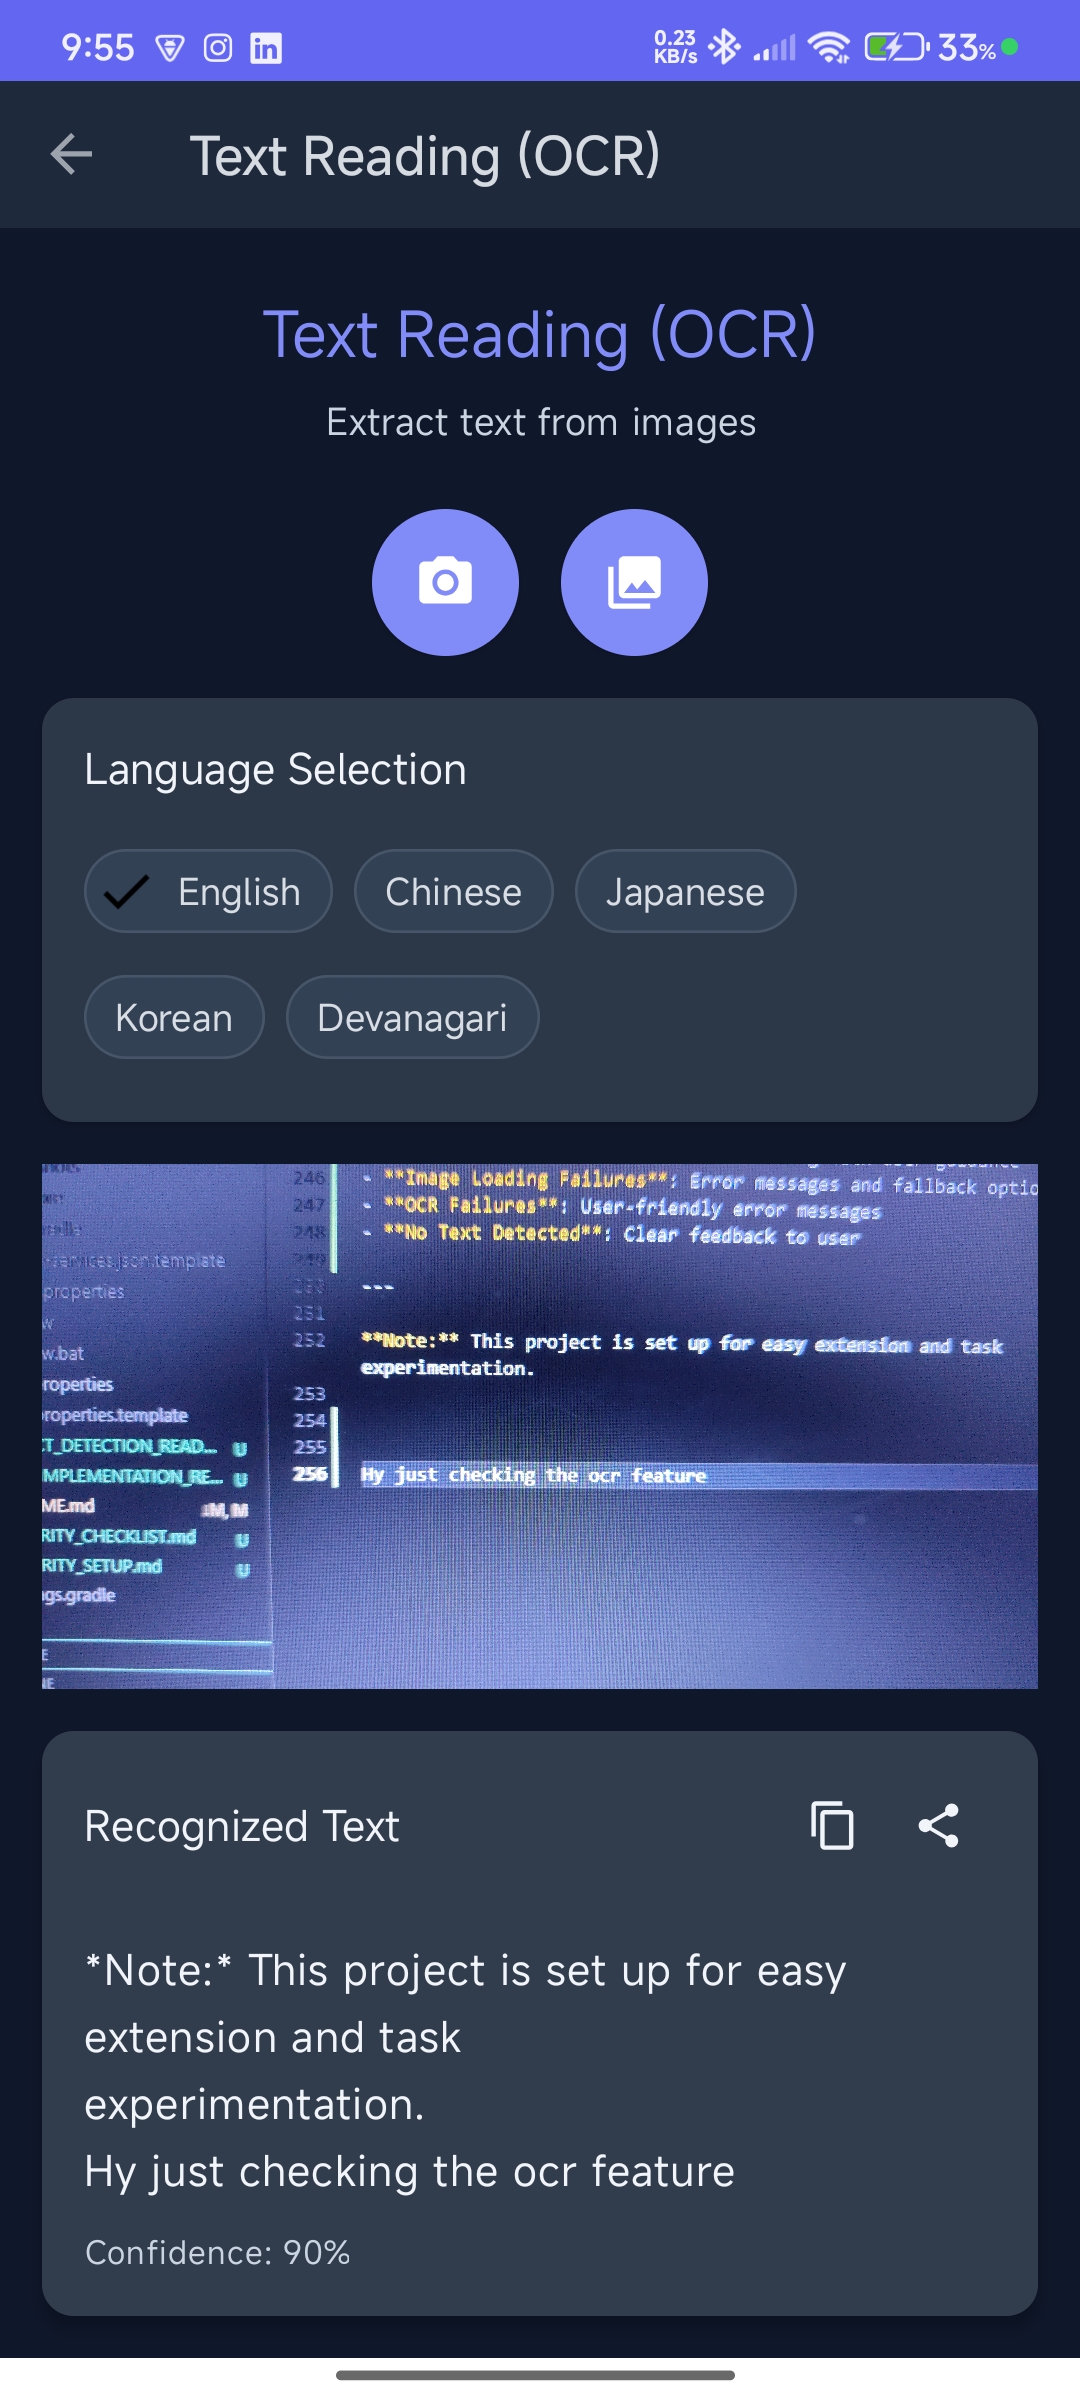 9:55
0.23 KB/s
33%
Text Reading (OCR)
Text Reading (OCR)
Extract text from images
Language Selection
English Chinese Japanese
Korean Devanagari
246 - **Image Loading Failures**: Error messages and fallback optio
247 - **OCR Failures**: User-friendly error messages
248 - **No Text Detected**: Clear feedback to user
249
-services.json.template
250 ---
properties
251
w
252 **Note:** This project is set up for easy extension and task
w.bat
experimentation.
roperties
253
roperties.template
254
CT_DETECTION_READ... U
255
MPLEMENTATION_RE... U
256 Hy just checking the ocr feature
ME.md M, M
RITY_CHECKLIST.md U
RITY_SETUP.md U
ngs.gradle
E
NE
Recognized Text
*Note:* This project is set up for easy
extension and task
experimentation.
Hy just checking the ocr feature
Confidence: 90%